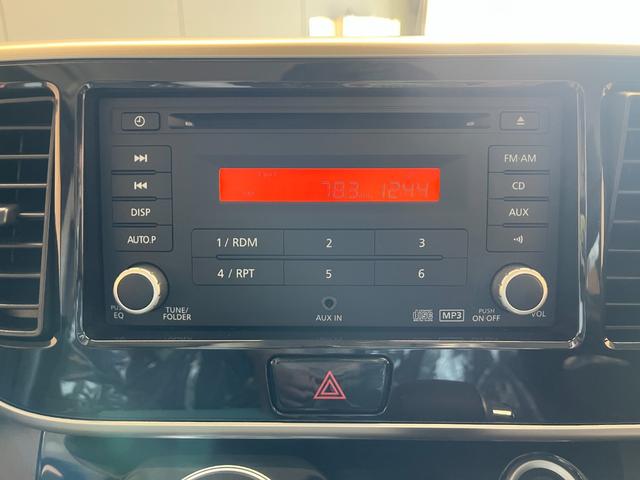 FM·AM
78.3 12:44
CD
DISP
AUX
AUTO.P
1 / RDM
2
3
4 / RPT
5
6
PUSH
EQ
TUNE/
FOLDER
AUX IN
MP3
PUSH
ON OFF
VOL